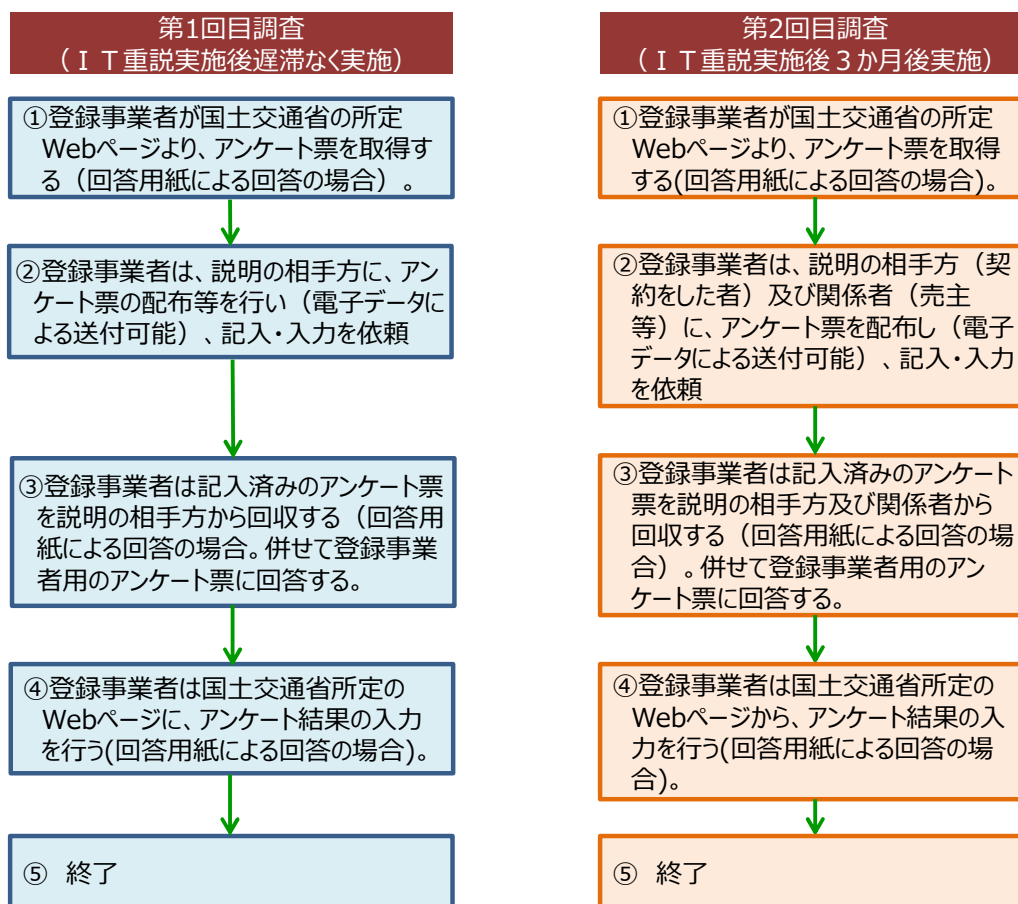 第1回目調査
（ＩＴ重説実施後遅滞なく実施）
①登録事業者が国土交通省の所定
Webページより、アンケート票を取得す
る（回答用紙による回答の場合）。
②登録事業者は、説明の相手方に、アン
ケート票の配布等を行い（電子データに
よる送付可能）、記入・入力を依頼
③登録事業者は記入済みのアンケート票
を説明の相手方から回収する（回答用
紙による回答の場合。併せて登録事業
者用のアンケート票に回答する。
④登録事業者は国土交通省所定の
Webページに、アンケート結果の入力
を行う(回答用紙による回答の場合)。
⑤ 終了
第2回目調査
（ＩＴ重説実施後３か月後実施）
①登録事業者が国土交通省の所定
Webページより、アンケート票を取得
する(回答用紙による回答の場合)。
②登録事業者は、説明の相手方（契
約をした者）及び関係者（売主
等）に、アンケート票を配布し（電子
データによる送付可能）、記入・入力
を依頼
③登録事業者は記入済みのアンケート
票を説明の相手方及び関係者から
回収する（回答用紙による回答の場
合）。併せて登録事業者用のアン
ケート票に回答する。
④登録事業者は国土交通省所定の
Webページから、アンケート結果の入
力を行う(回答用紙による回答の場
合)。
⑤ 終了